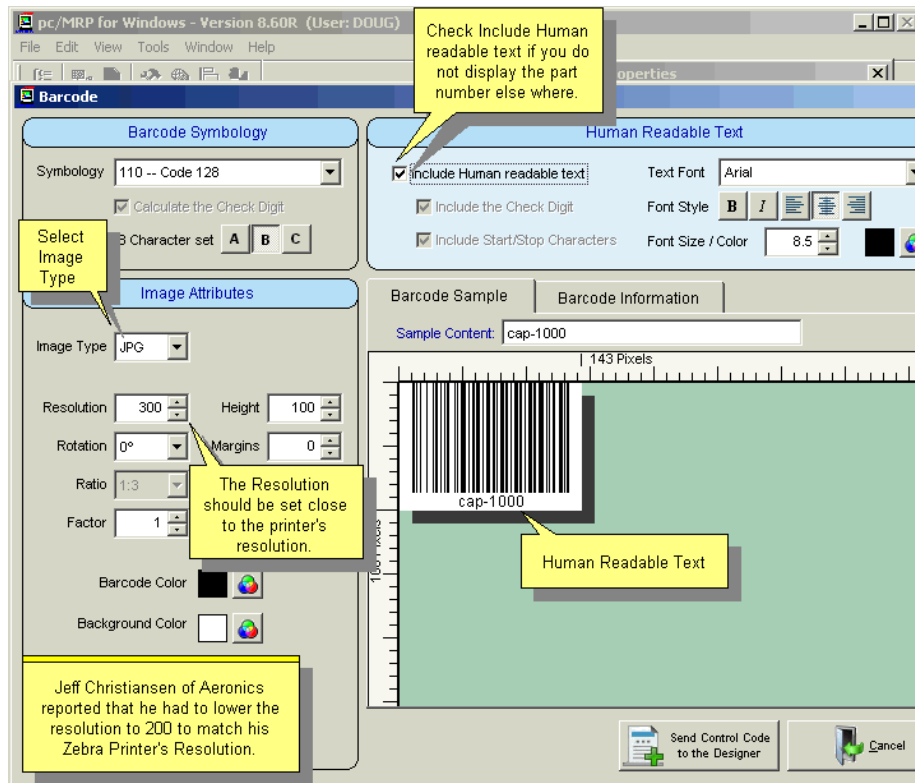 pc/MRP for Windows - Version 8.60R (User: DOUG)
File Edit View Tools Window Help
operties
Barcode
Check Include Human
readable text if you do
not display the part
number else where.
Barcode Symbology
Symbology 110 -- Code 128
Calculate the Check Digit
Character set A B C
Select
Image
Type
Human Readable Text
Include Human readable text
Include the Check Digit
Include Start/Stop Characters
Text Font Arial
Font Style B I
Font Size / Color 8.5
Image Attributes
Image Type JPG
Resolution 300 Height 100
Rotation 0° Margins 0
Ratio 1:3
Factor 1
The Resolution
should be set close
to the printer's
resolution.
Barcode Color
Background Color
Jeff Christiansen of Aeronics
reported that he had to lower the
resolution to 200 to match his
Zebra Printer's Resolution.
Barcode Sample Barcode Information
Sample Content: cap-1000
143 Pixels
cap-1000
Human Readable Text
Send Control Code
to the Designer
Cancel